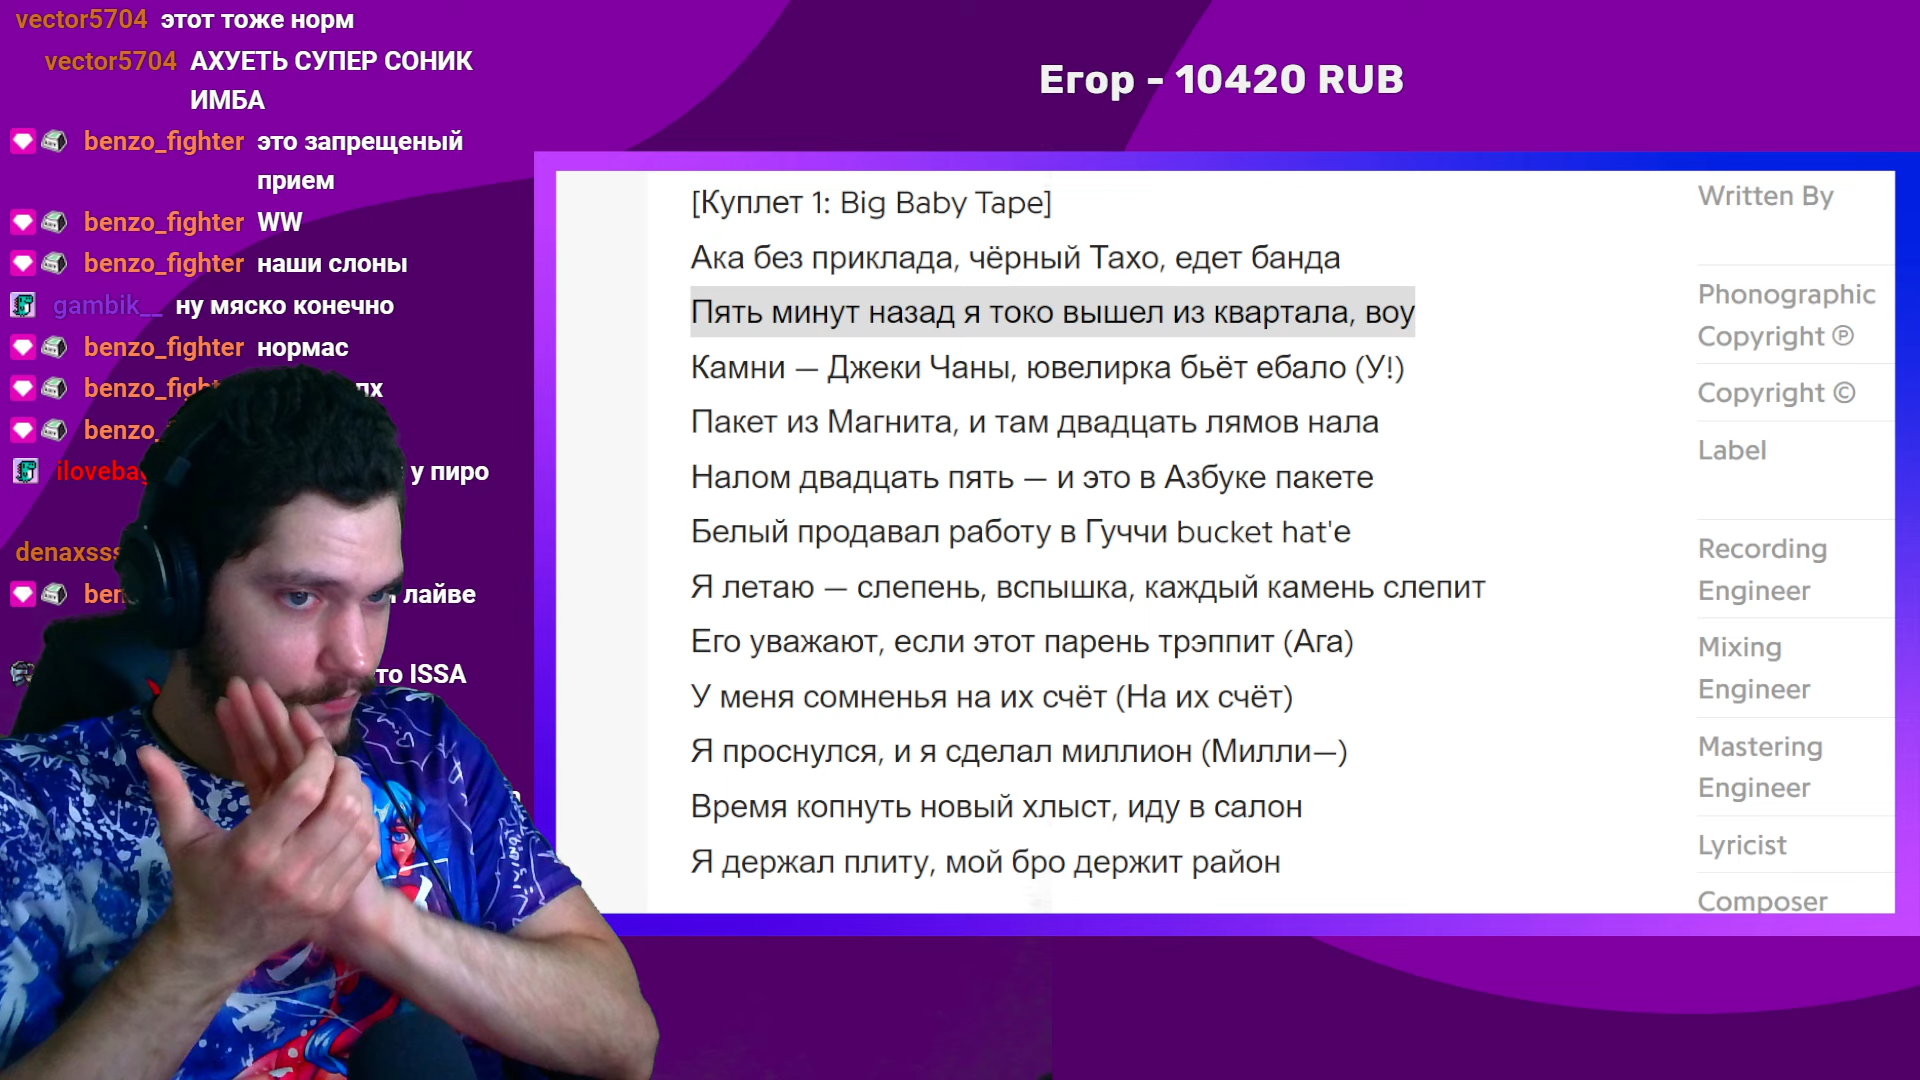 vector5704 этот тоже норм
vector5704 АХУЕТЬ СУПЕР СОНИК
ИМБА
benzo_fighter это запрещеный
прием
benzo_fighter WW
benzo_fighter наши слоны
gambik__ ну мяско конечно
benzo_fighter нормас
у пиро
лайве
ISSA
Егор - 10420 RUB
[Куплет 1: Big Baby Tape]
Ака без приклада, чёрный Тахо, едет банда
Пять минут назад я токо вышел из квартала, воу
Камни — Джеки Чаны, ювелирка бьёт ебало (У!)
Пакет из Магнита, и там двадцать лямов нала
Налом двадцать пять — и это в Азбуке пакете
Белый продавал работу в Гуччи bucket hat'е
Я летаю — слепень, вспышка, каждый камень слепит
Его уважают, если этот парень трэппит (Ага)
У меня сомненья на их счёт (На их счёт)
Я проснулся, и я сделал миллион (Милли—)
Время копнуть новый хлыст, иду в салон
Я держал плиту, мой бро держит район
Written By
Phonographic
Copyright ℗
Copyright ©
Label
Recording
Engineer
Mixing
Engineer
Mastering
Engineer
Lyricist
Composer